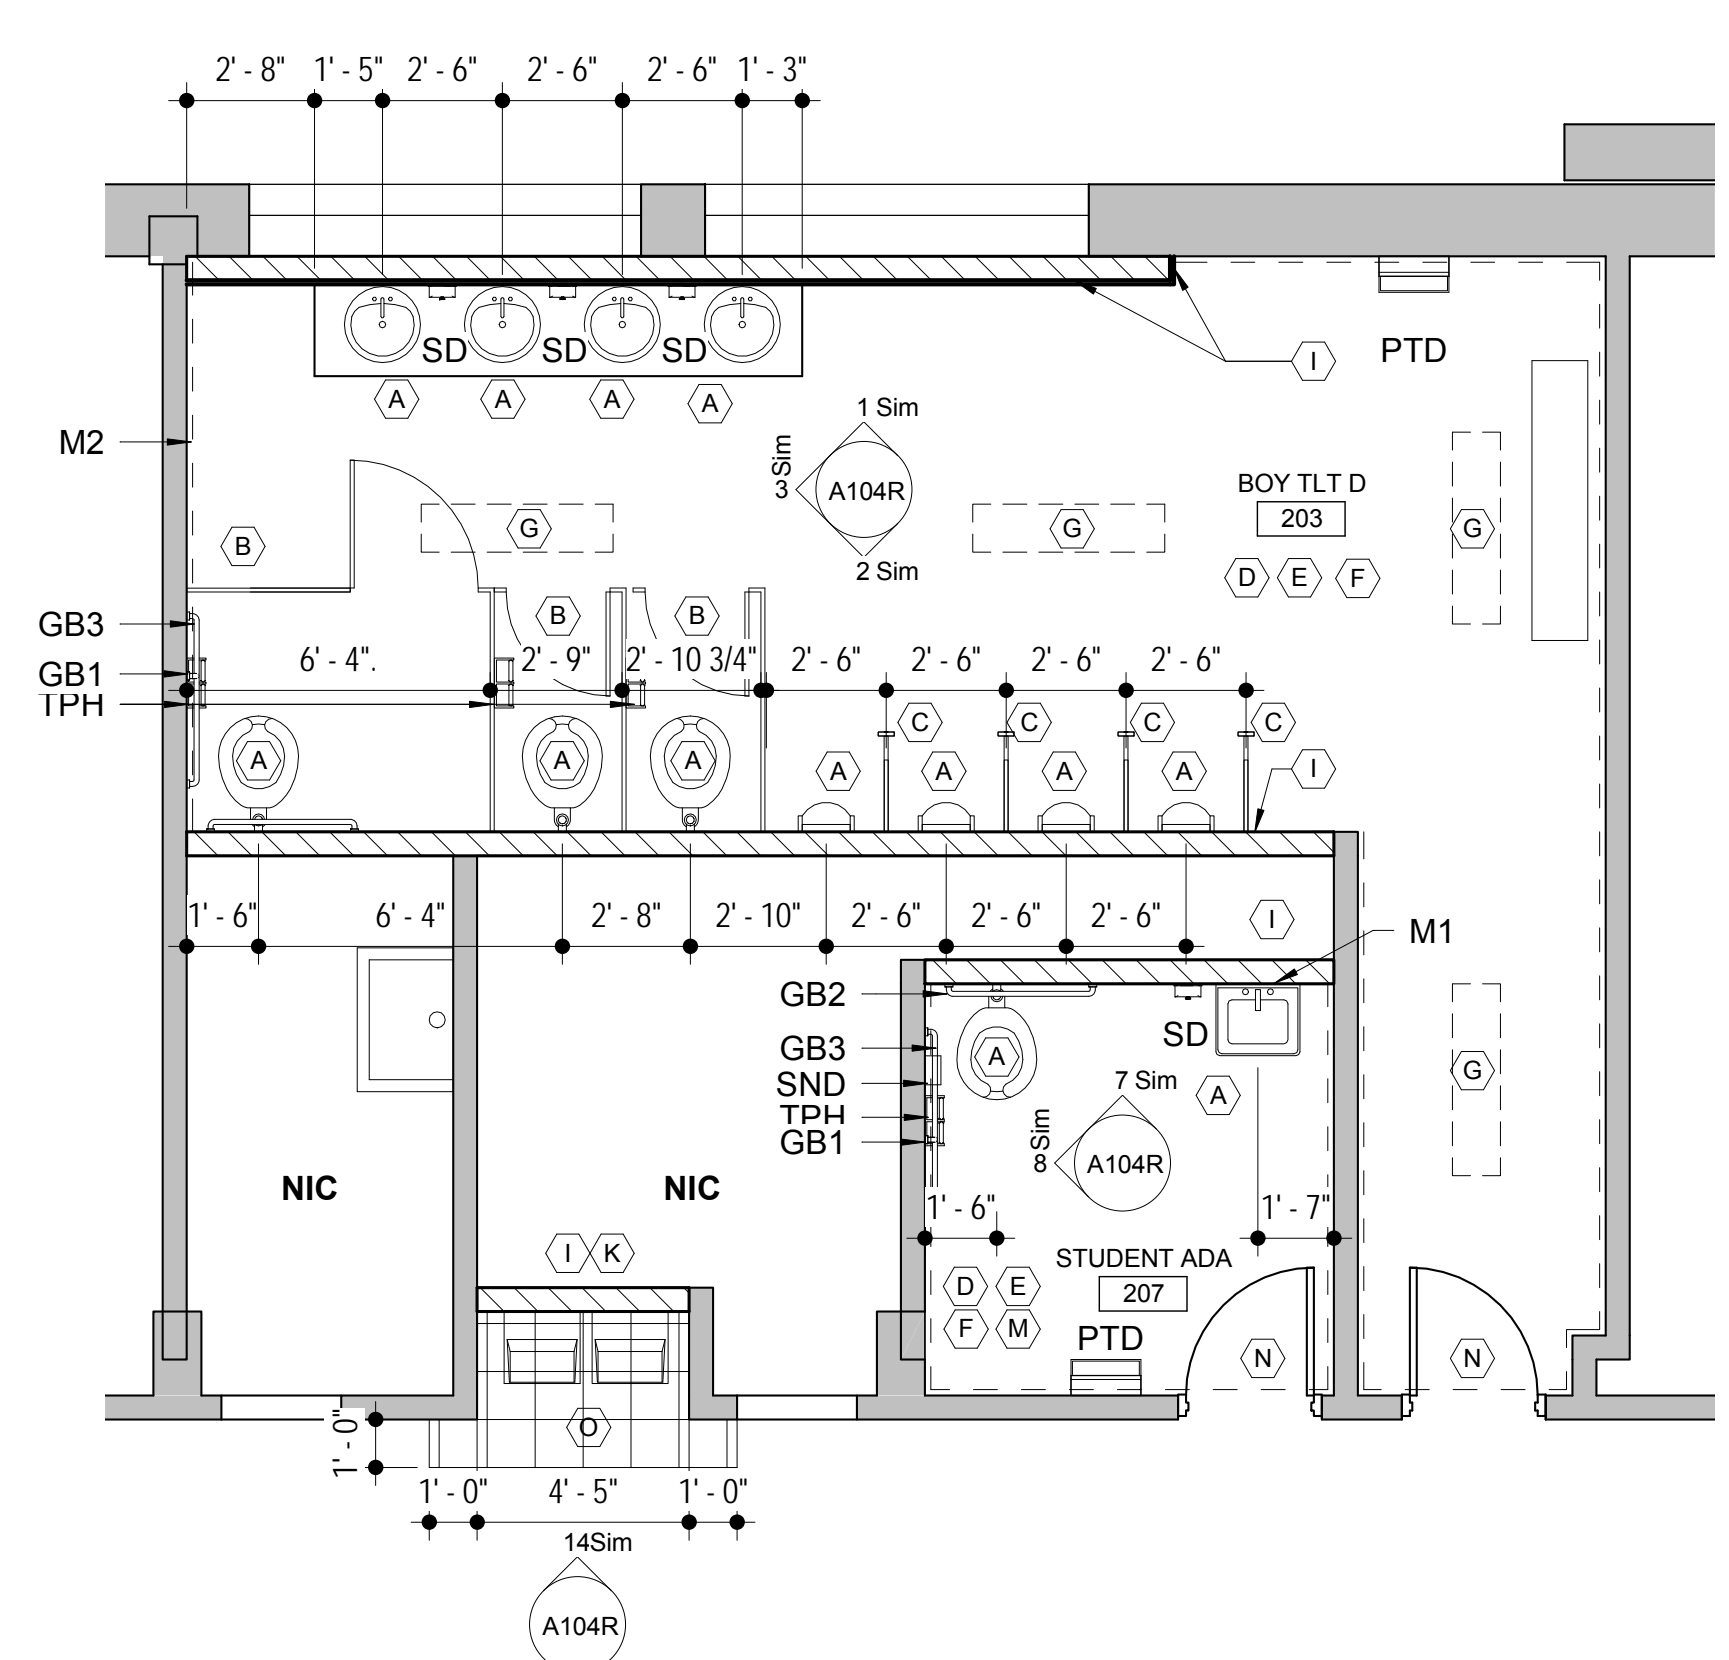 2' - 8" 1' - 5" 2' - 6" 2' - 6" 2' - 6" 1' - 3"
SD SD SD
PTD
I
A A A A
M2
1 Sim
3 Sim
A104R
2 Sim
BOY TLT D
203
G G G
B
D E F
GB3
B B
6' - 4". 2' - 9" 2' - 10 3/4" 2' - 6" 2' - 6" 2' - 6" 2' - 6"
GB1
TPH
C C C C
A A A A A A A
I
1' - 6" 6' - 4" 2' - 8" 2' - 10" 2' - 6" 2' - 6" 2' - 6"
I
M1
GB2
SD
GB3
A
G
SND
7 Sim
A
TPH
GB1
8 Sim
A104R
NIC NIC
1' - 6" 1' - 7"
I K
STUDENT ADA
207
D E
F M
PTD
N N
1' - 0"
O
1' - 0" 4' - 5" 1' - 0"
14Sim
A104R